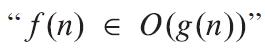 “f(n) ∈ O(g(n))”